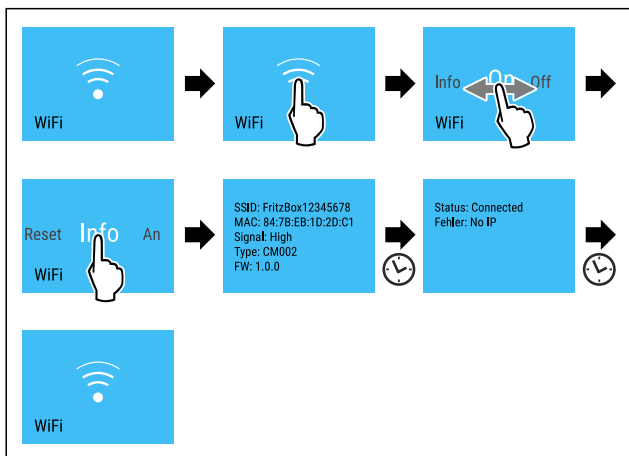 WiFi
WiFi
Info On Off
WiFi
Reset Info An
WiFi
SSID: FritzBox12345678
MAC: 84:7B:EB:1D:2D:C1
Signal: High
Type: CM002
FW: 1.0.0
Status: Connected
Fehler: No IP
WiFi